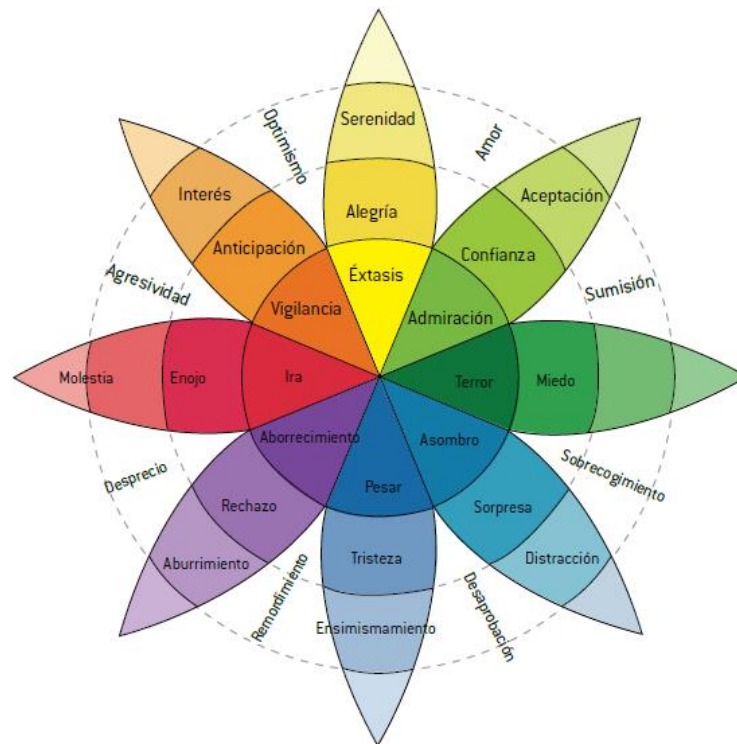 Serenidad
Optimismo
Amor
Interés
Aceptación
Alegría
Anticipación
Confianza
Éxtasis
Agresividad
Sumisión
Vigilancia
Admiración
Molestia
Enojo
Ira
Terror
Miedo
Aborrecimiento
Asombro
Desprecio
Sobrecogimiento
Pesar
Rechazo
Sorpresa
Tristeza
Aburrimiento
Distracción
Remordimiento
Desaprobación
Ensimismamiento